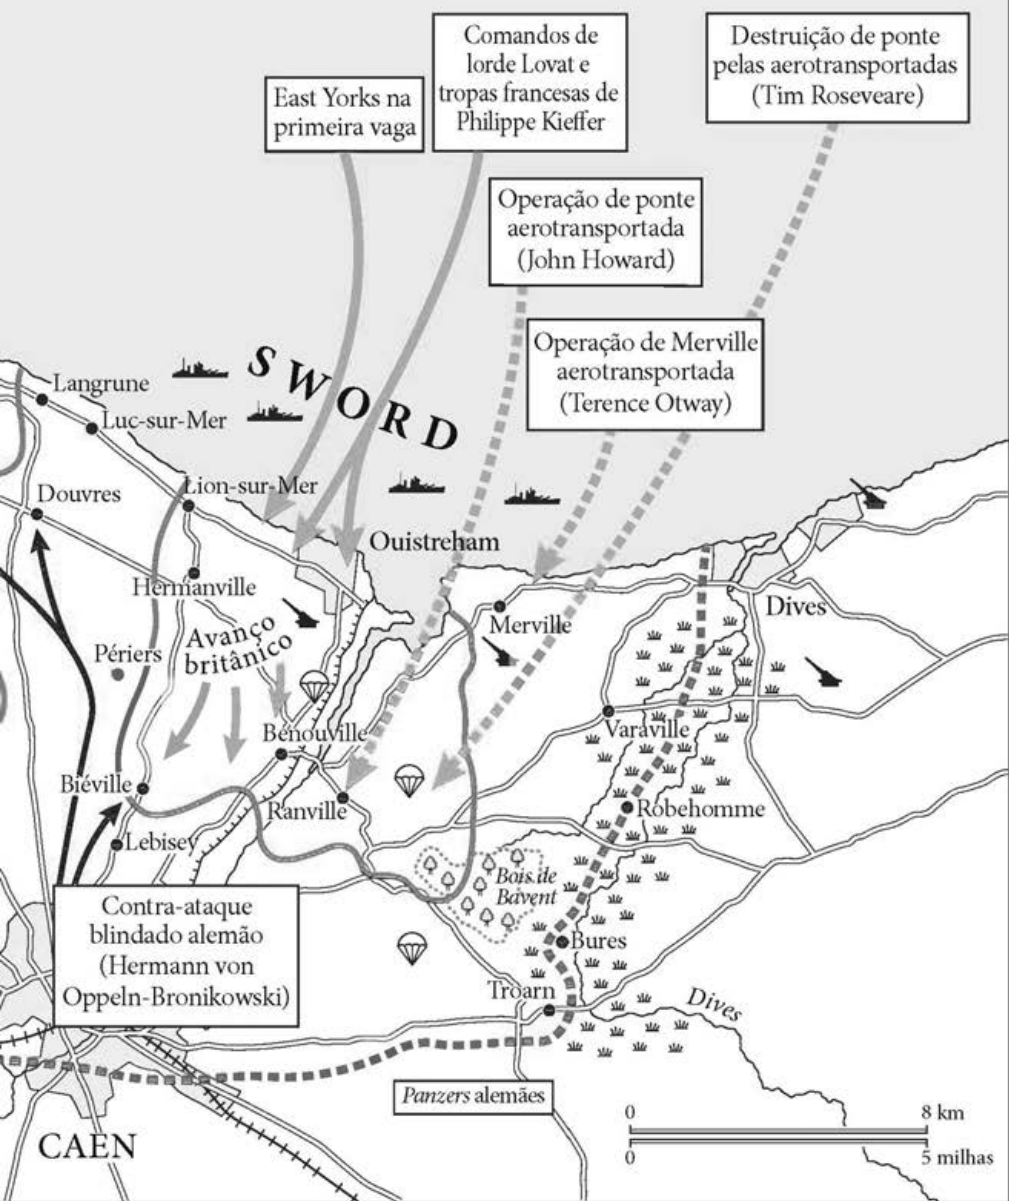 East Yorks na
primeira vaga
Comandos de
lorde Lovat e
tropas francesas de
Philippe Kieffer
Destruição de ponte
pelas aerotransportadas
(Tim Roseveare)
Operação de ponte
aerotransportada
(John Howard)
Operação de Merville
aerotransportada
(Terence Otway)
SWORD
Langrune
Luc-sur-Mer
Lion-sur-Mer
Douvres
Ouistreham
Hermanville
Merville
Dives
Avanço
britânico
Périers
Bénouville
Varaville
Biéville
Ranville
Robehomme
Lebisey
Bois de
Bavent
Contra-ataque
blindado alemão
(Hermann von
Oppeln-Bronikowski)
Bures
Troarn
Dives
Panzers alemães
CAEN
0 8 km
0 5 milhas